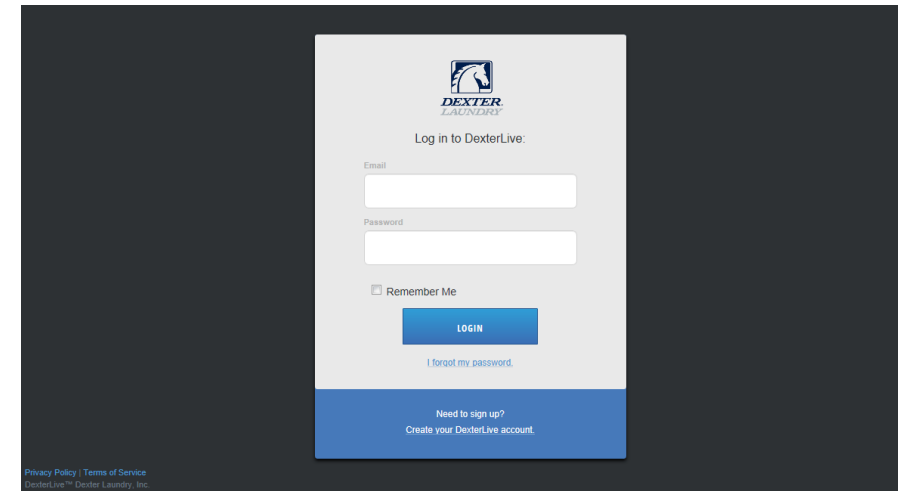 DEXTER
LAUNDRY
Log in to DexterLive:
Email
Password
Remember Me
LOGIN
I forgot my password.
Need to sign up?
Create your DexterLive account.
Privacy Policy | Terms of Service
DexterLive™ Dexter Laundry, Inc.